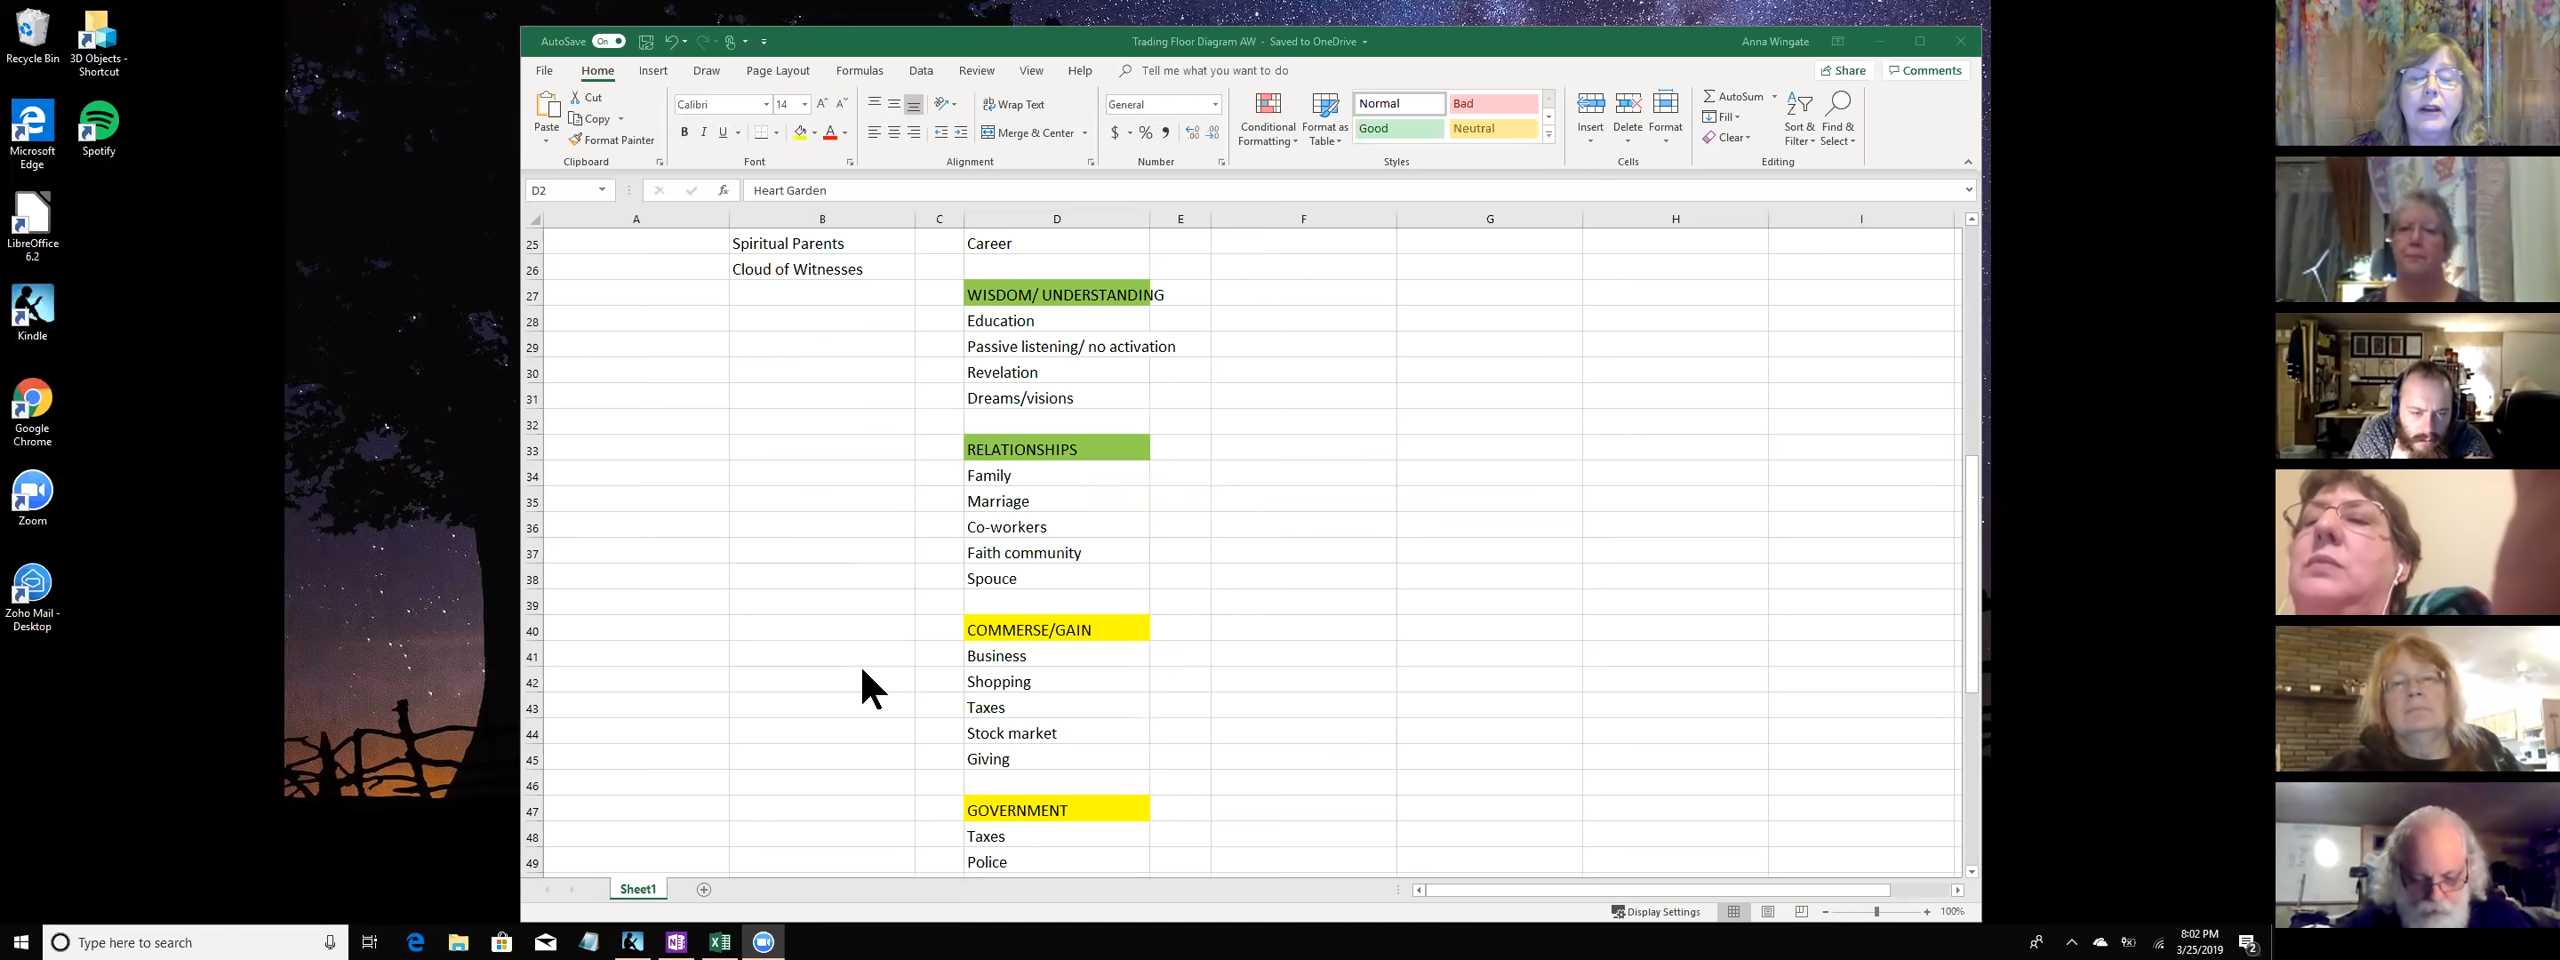 Recycle Bin
3D Objects -
Shortcut
Microsoft
Edge
Spotify
LibreOffice
6.2
Kindle
Google
Chrome
Zoom
Zoho Mail -
Desktop
AutoSave On Trading Floor Diagram AW - Saved to OneDrive Anna Wingate
File Home Insert Draw Page Layout Formulas Data Review View Help Tell me what you want to do Share Comments
Paste
Cut
Copy
Format Painter
Clipboard
Calibri 14
B I U
Font
Wrap Text
Merge & Center
Alignment
General
$ % ,
Number
Conditional
Formatting
Format as
Table
Normal Bad
Good Neutral
Styles
Insert Delete Format
Cells
AutoSum
Fill
Clear
Sort &
Filter
Find &
Select
Editing
D2 fx Heart Garden
A B C D E F G H I
25 Spiritual Parents Career
26 Cloud of Witnesses
27 WISDOM/ UNDERSTANDING
28 Education
29 Passive listening/ no activation
30 Revelation
31 Dreams/visions
32
33 RELATIONSHIPS
34 Family
35 Marriage
36 Co-workers
37 Faith community
38 Spouce
39
40 COMMERSE/GAIN
41 Business
42 Shopping
43 Taxes
44 Stock market
45 Giving
46
47 GOVERNMENT
48 Taxes
49 Police
Sheet1
Display Settings 100%
Type here to search
8:02 PM
3/25/2019
2